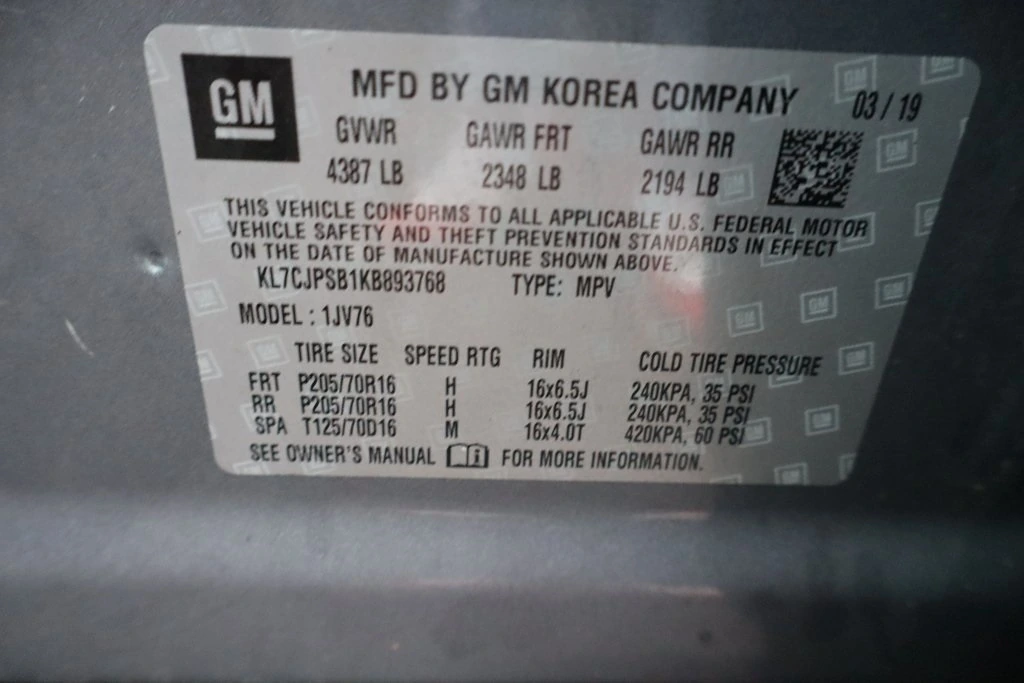 GM
MFD BY GM KOREA COMPANY 03/19
GVWR GAWR FRT GAWR RR
4387 LB 2348 LB 2194 LB
THIS VEHICLE CONFORMS TO ALL APPLICABLE U.S. FEDERAL MOTOR
VEHICLE SAFETY AND THEFT PREVENTION STANDARDS IN EFFECT
ON THE DATE OF MANUFACTURE SHOWN ABOVE.
KL7CJPSB1KB893768 TYPE: MPV
MODEL : 1JV76
TIRE SIZE SPEED RTG RIM COLD TIRE PRESSURE
FRT P205/70R16 H 16x6.5J 240KPA, 35 PSI
RR P205/70R16 H 16x6.5J 240KPA, 35 PSI
SPA T125/70D16 M 16x4.0T 420KPA, 60 PSI
SEE OWNER'S MANUAL FOR MORE INFORMATION.